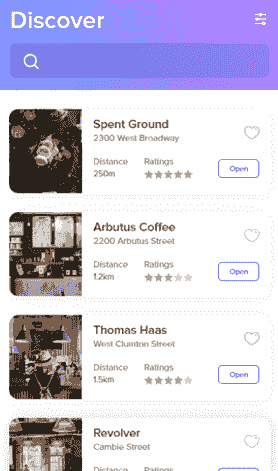 Discover
Spent Ground
2300 West Broadway
Distance Ratings
250m
Open
Arbutus Coffee
2200 Arbutus Street
Distance Ratings
1.2km
Open
Thomas Haas
West Clumton Street
Distance Ratings
1.5km
Open
Revolver
Cambie Street
Distance Ratings
Open